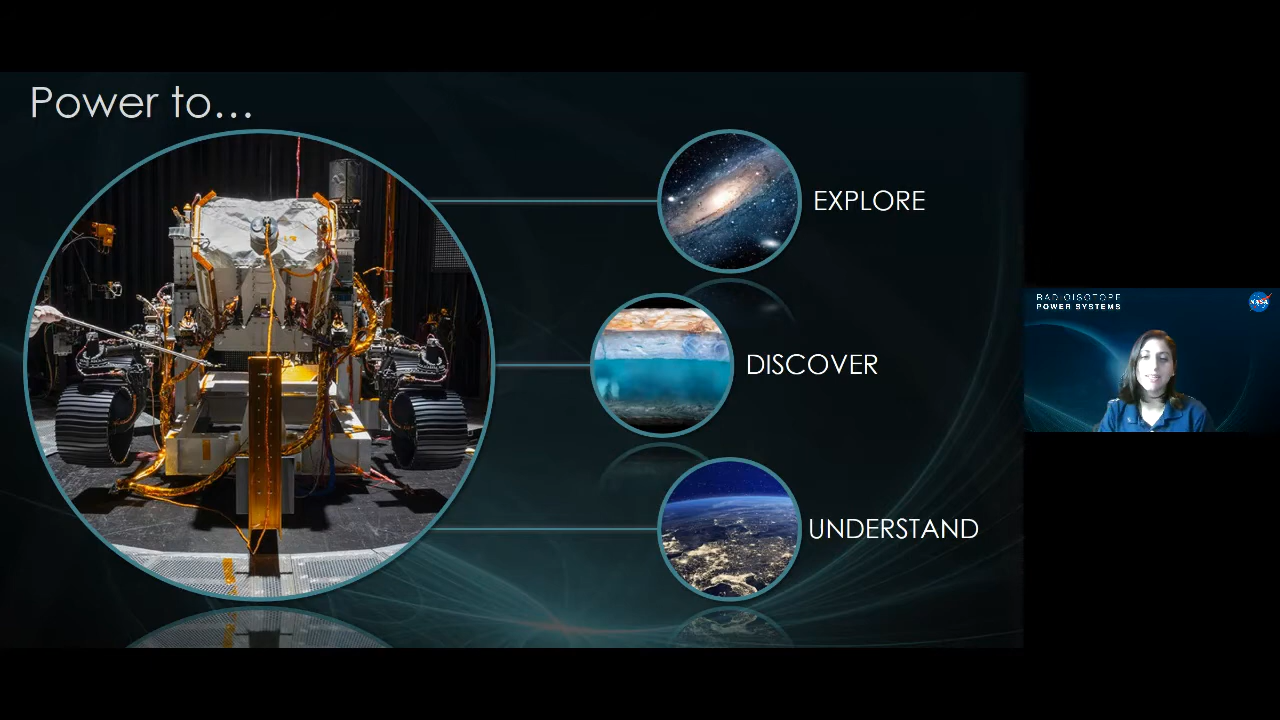 Power to...
EXPLORE
DISCOVER
UNDERSTAND
RADIOISOTOPE
POWER SYSTEMS
NASA